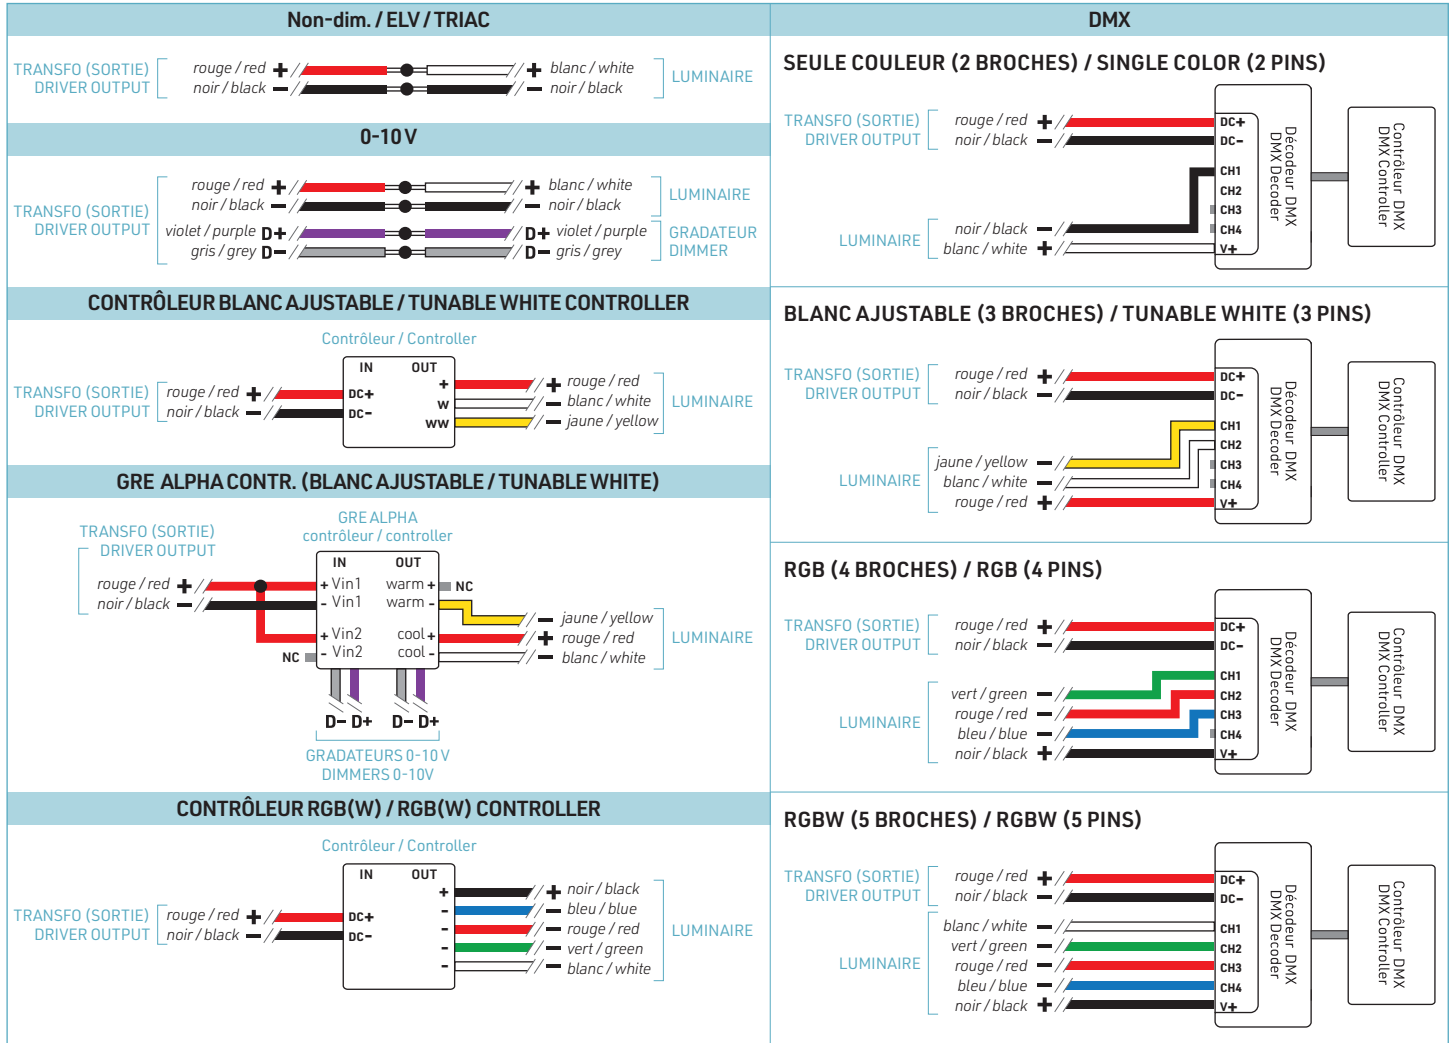 Non-dim. / ELV / TRIAC
TRANSFO (SORTIE)
DRIVER OUTPUT
rouge / red +
noir / black −
+ blanc / white
− noir / black
LUMINAIRE
0-10 V
TRANSFO (SORTIE)
DRIVER OUTPUT
rouge / red +
noir / black −
violet / purple D+
gris / grey D−
+ blanc / white
− noir / black
D+ violet / purple
D− gris / grey
LUMINAIRE
GRADATEUR
DIMMER
CONTRÔLEUR BLANC AJUSTABLE / TUNABLE WHITE CONTROLLER
Contrôleur / Controller
TRANSFO (SORTIE)
DRIVER OUTPUT
rouge / red +
noir / black −
IN OUT
DC+
DC−
+
W
WW
+ rouge / red
− blanc / white
− jaune / yellow
LUMINAIRE
GRE ALPHA CONTR. (BLANC AJUSTABLE / TUNABLE WHITE)
GRE ALPHA
contrôleur / controller
TRANSFO (SORTIE)
DRIVER OUTPUT
rouge / red +
noir / black −
IN OUT
+ Vin1 warm + NC
- Vin1 warm -
+ Vin2 cool +
NC - Vin2 cool -
− jaune / yellow
+ rouge / red
− blanc / white
LUMINAIRE
D− D+ D− D+
GRADATEURS 0-10 V
DIMMERS 0-10V
CONTRÔLEUR RGB(W) / RGB(W) CONTROLLER
Contrôleur / Controller
TRANSFO (SORTIE)
DRIVER OUTPUT
rouge / red +
noir / black −
IN OUT
DC+
DC−
+
-
-
-
-
+ noir / black
− bleu / blue
− rouge / red
− vert / green
− blanc / white
LUMINAIRE
DMX
SEULE COULEUR (2 BROCHES) / SINGLE COLOR (2 PINS)
TRANSFO (SORTIE)
DRIVER OUTPUT
rouge / red +
noir / black −
LUMINAIRE
noir / black −
blanc / white +
DC+
DC−
CH1
CH2
CH3
CH4
V+
Décodeur DMX
DMX Decoder
Contrôleur DMX
DMX Controller
BLANC AJUSTABLE (3 BROCHES) / TUNABLE WHITE (3 PINS)
TRANSFO (SORTIE)
DRIVER OUTPUT
rouge / red +
noir / black −
LUMINAIRE
jaune / yellow −
blanc / white −
rouge / red +
DC+
DC−
CH1
CH2
CH3
CH4
V+
Décodeur DMX
DMX Decoder
Contrôleur DMX
DMX Controller
RGB (4 BROCHES) / RGB (4 PINS)
TRANSFO (SORTIE)
DRIVER OUTPUT
rouge / red +
noir / black −
LUMINAIRE
vert / green −
rouge / red −
bleu / blue −
noir / black +
DC+
DC−
CH1
CH2
CH3
CH4
V+
Décodeur DMX
DMX Decoder
Contrôleur DMX
DMX Controller
RGBW (5 BROCHES) / RGBW (5 PINS)
TRANSFO (SORTIE)
DRIVER OUTPUT
rouge / red +
noir / black −
LUMINAIRE
blanc / white −
vert / green −
rouge / red −
bleu / blue −
noir / black +
DC+
DC−
CH1
CH2
CH3
CH4
V+
Décodeur DMX
DMX Decoder
Contrôleur DMX
DMX Controller